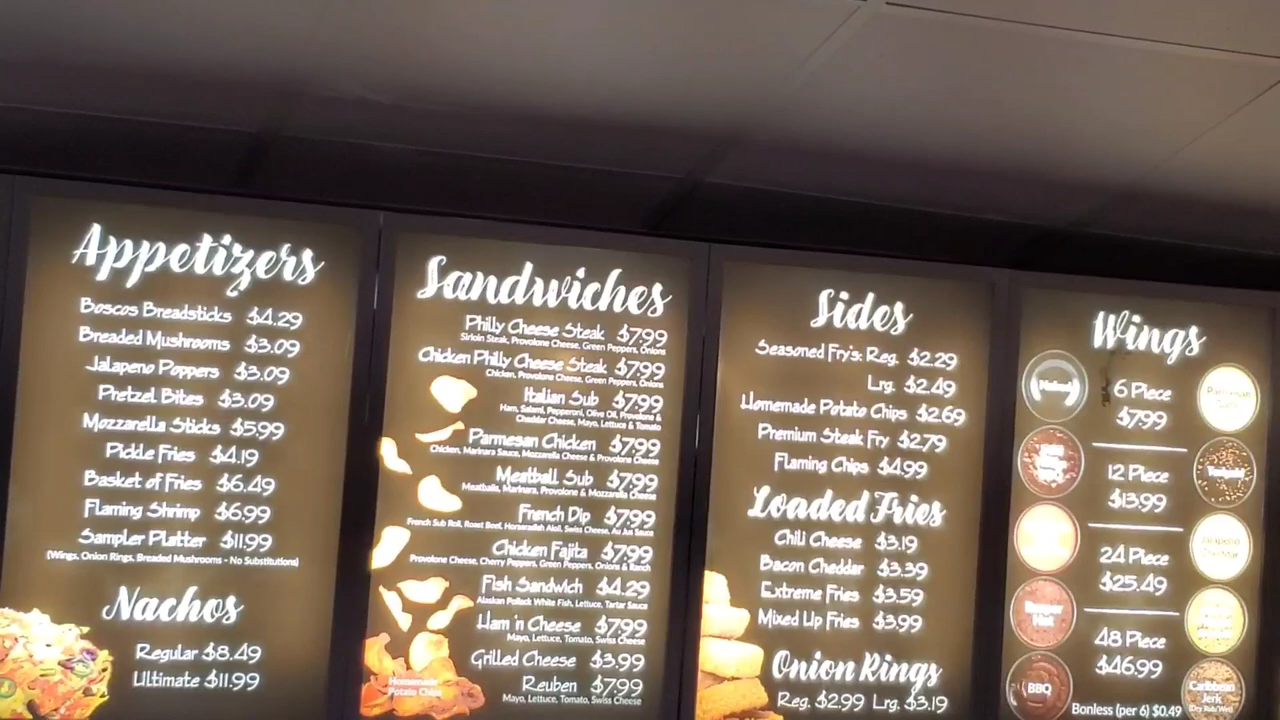 Appetizers
Boscos Breadsticks $4.29
Breaded Mushrooms $3.09
Jalapeno Poppers $3.09
Pretzel Bites $3.09
Mozzarella Sticks $5.99
Pickle Fries $4.19
Basket of Fries $6.49
Flaming Shrimp $6.99
Sampler Platter $11.99
(Wings, Onion Rings, Breaded Mushrooms - No Substitutions)
Nachos
Regular $8.49
Ultimate $11.99
Sandwiches
Philly Cheese Steak $7.99
Sirloin Steak, Provolone Cheese, Green Peppers, Onions
Chicken Philly Cheese Steak $7.99
Chicken, Provolone Cheese, Green Peppers, Onions
Italian Sub $7.99
Ham, Salami, Pepperoni, Olive Oil, Provolone &
Cheddar Cheese, Mayo, Lettuce & Tomato
Parmesan Chicken $7.99
Chicken, Marinara Sauce, Mozzarella Cheese & Provolone Cheese
Meatball Sub $7.99
Meatballs, Marinara, Provolone & Mozzarella Cheese
French Dip $7.99
French Sub Roll, Roast Beef, Horseradish Aioli, Swiss Cheese, Au Jus Sauce
Chicken Fajita $7.99
Provolone Cheese, Cherry Peppers, Green Peppers, Onions & Ranch
Fish Sandwich $4.29
Alaskan Pollack White Fish, Lettuce, Tartar Sauce
Ham 'n Cheese $7.99
Mayo, Lettuce, Tomato, Swiss Cheese
Grilled Cheese $3.99
Reuben $7.99
Mayo, Lettuce, Tomato, Swiss Cheese
Homemade
Potato Chips
Sides
Seasoned Fry's: Reg. $2.29
Lrg. $2.49
Homemade Potato Chips $2.69
Premium Steak Fry $2.79
Flaming Chips $4.99
Loaded Fries
Chili Cheese $3.19
Bacon Cheddar $3.39
Extreme Fries $3.59
Mixed Up Fries $3.99
Onion Rings
Reg. $2.99 Lrg. $3.19
Wings
6 Piece
$7.99
12 Piece
$13.99
24 Piece
$25.49
48 Piece
$46.99
Bonless (per 6) $0.49
Naked
BBQ
Teriyaki
Jalapeño
Cheddar
Caribbean
Jerk
(Dry Rub/Wet)